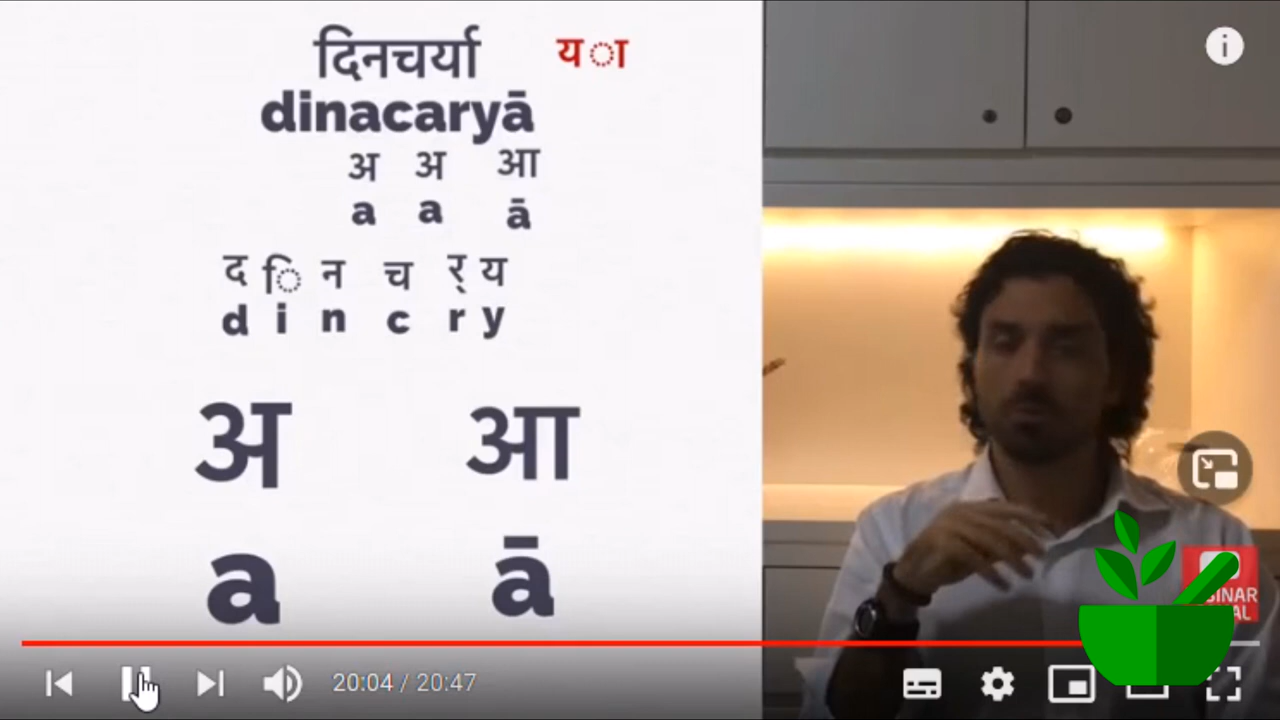 दिनचर्या या
dinacaryā
अ अ आ
a a ā
द ि न च र् य
d i n c r y
अ आ
a ā
20:04 / 20:47